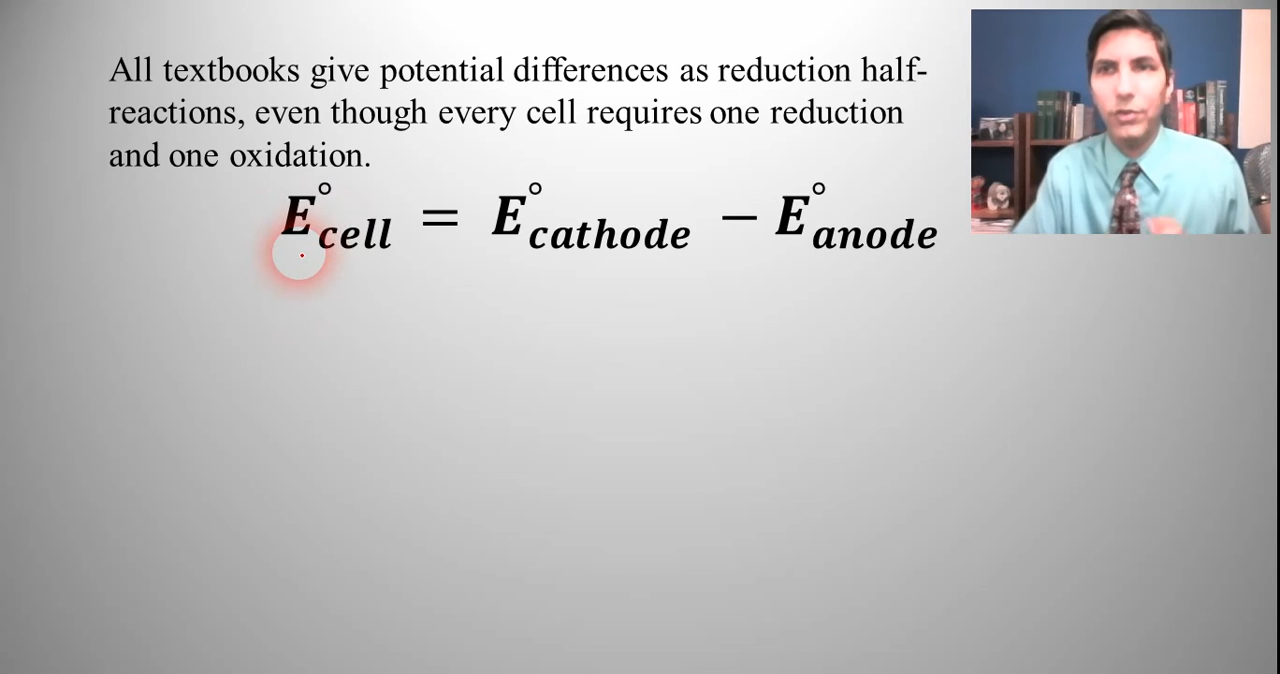 All textbooks give potential differences as reduction half-
reactions, even though every cell requires one reduction
and one oxidation.
E°cell = E°cathode − E°anode